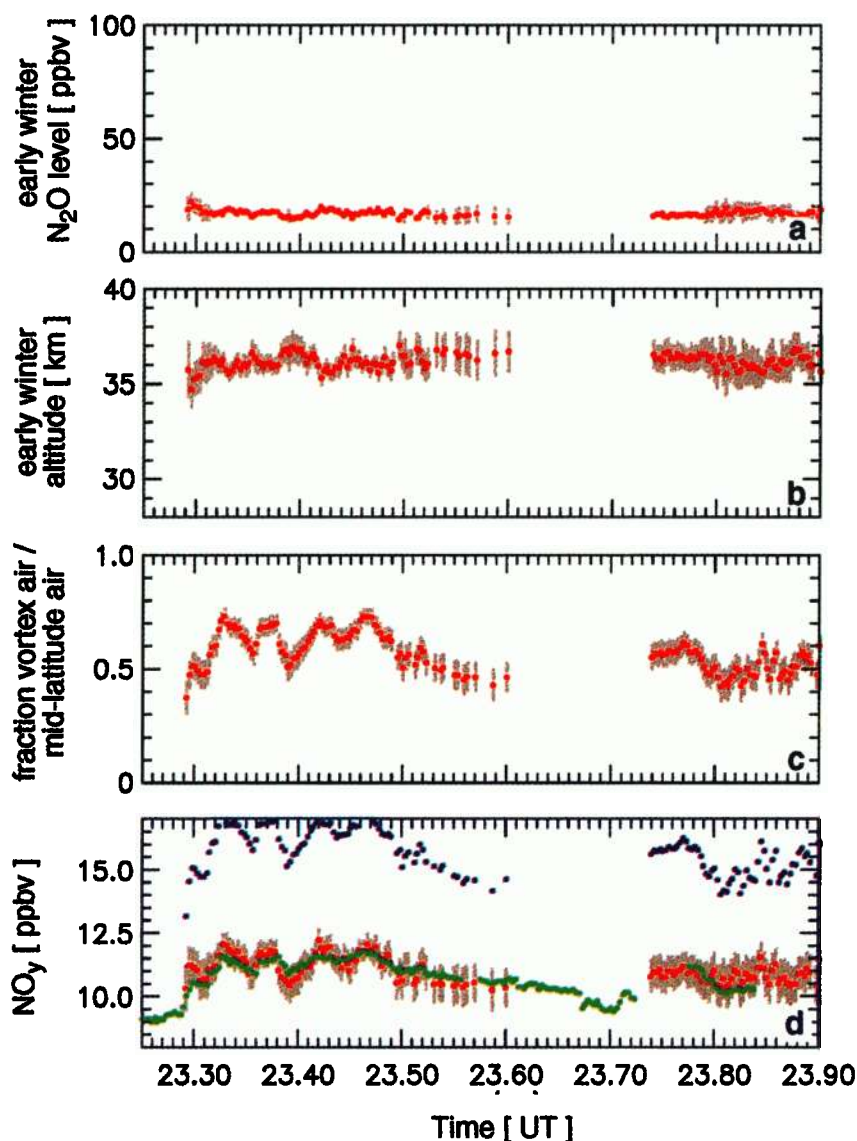 early winter
N2O level [ ppbv ]
100
50
0
a
early winter
altitude [ km ]
40
35
30
b
fraction vortex air /
mid-latitude air
1.0
0.5
0
c
NOy [ ppbv ]
15.0
12.5
10.0
d
23.30 23.40 23.50 23.60 23.70 23.80 23.90
Time [ UT ]